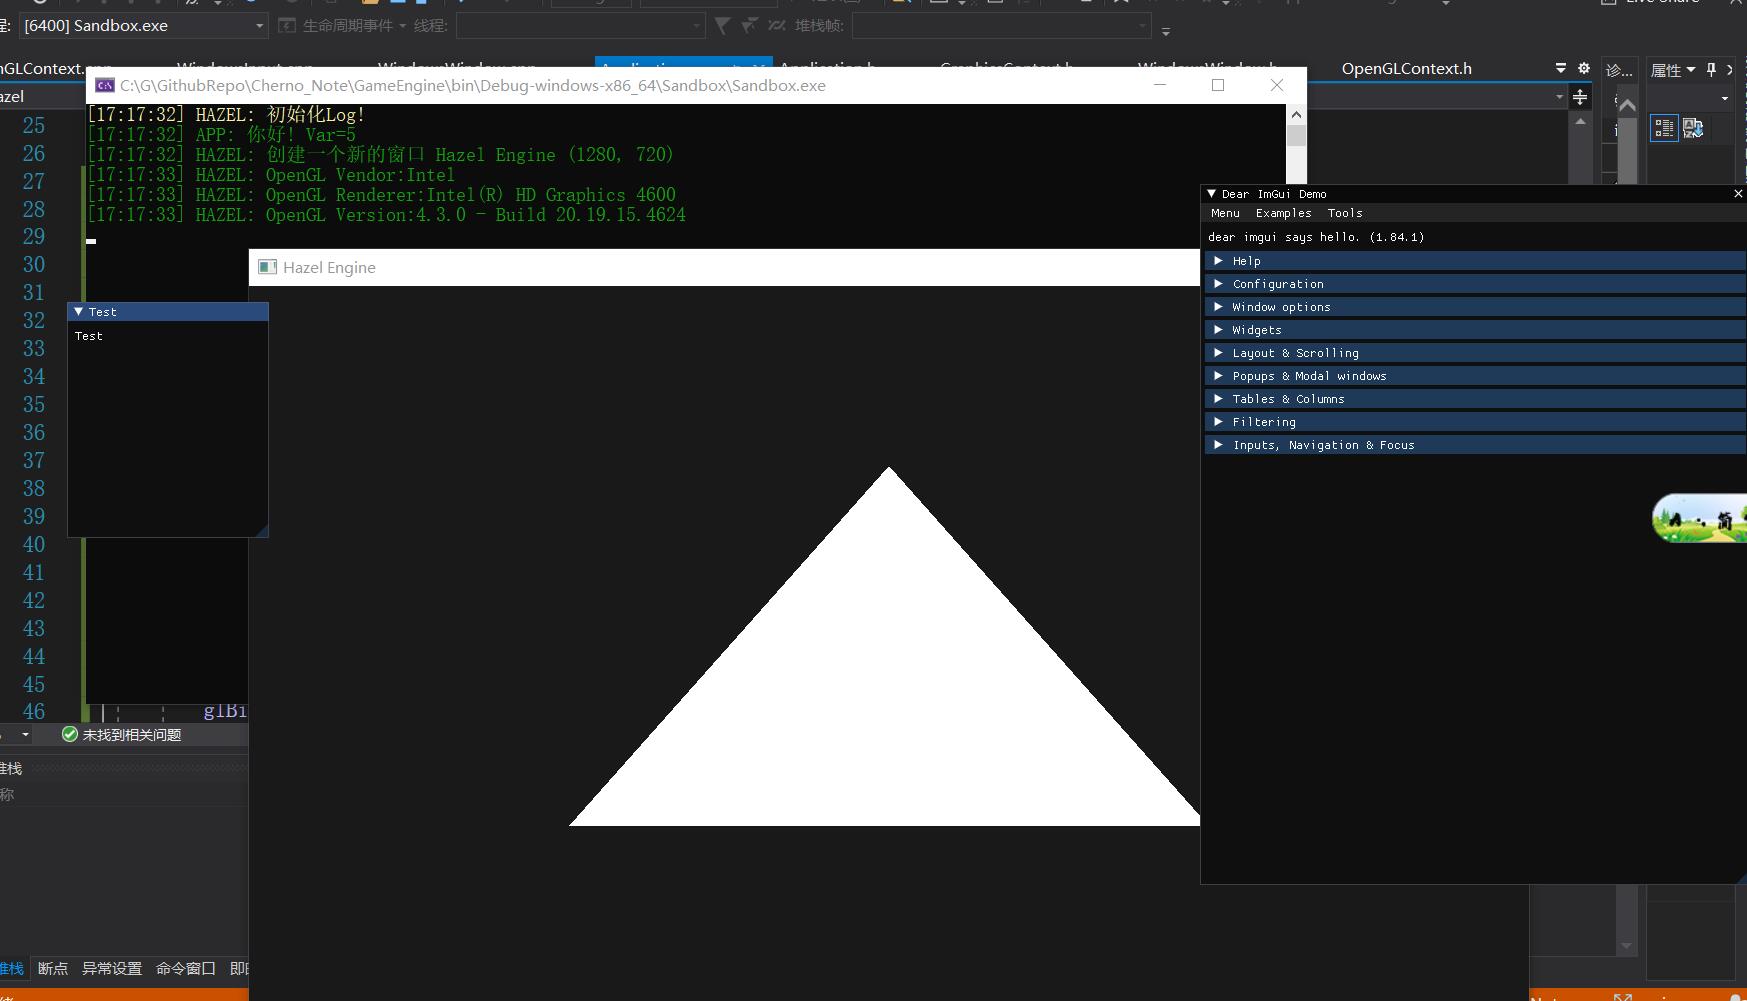 [6400] Sandbox.exe
生命周期事件
线程:
堆栈帧:
OpenGLContext.h
诊...
属性
C:\G\GithubRepo\Cherno_Note\GameEngine\bin\Debug-windows-x86_64\Sandbox\Sandbox.exe
[17:17:32] HAZEL: 初始化Log!
[17:17:32] APP: 你好! Var=5
[17:17:32] HAZEL: 创建一个新的窗口 Hazel Engine (1280, 720)
[17:17:33] HAZEL: OpenGL Vendor:Intel
[17:17:33] HAZEL: OpenGL Renderer:Intel(R) HD Graphics 4600
[17:17:33] HAZEL: OpenGL Version:4.3.0 - Build 20.19.15.4624
25
26
27
28
29
30
31
32
33
34
35
36
37
38
39
40
41
42
43
44
45
46
glBi
Hazel Engine
Test
Test
Dear ImGui Demo
Menu Examples Tools
dear imgui says hello. (1.84.1)
Help
Configuration
Window options
Widgets
Layout & Scrolling
Popups & Modal windows
Tables & Columns
Filtering
Inputs, Navigation & Focus
简
未找到相关问题
堆栈
称
堆栈 断点 异常设置 命令窗口